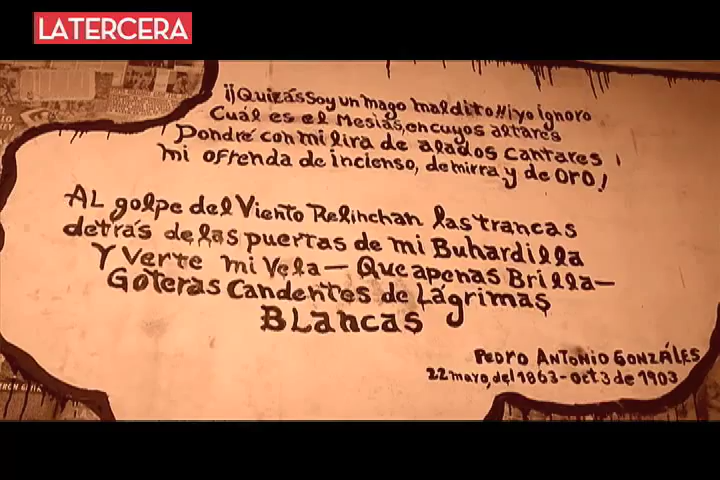 LATERCERA
¡¡Quizás soy un mago maldito!! yo ignoro
Cuál es el Mesías, en cuyos altares
Pondré con mi lira de alados cantares
mi ofrenda de incienso, de mirra y de oro!
Al golpe del Viento Relinchan las trancas
detrás de las puertas de mi Buhardilla
Y Verte mi Vela - Que apenas Brilla -
Goteras Candentes de Lágrimas
Blancas
Pedro Antonio Gonzáles
22 mayo, del 1863 - oct 3 de 1903